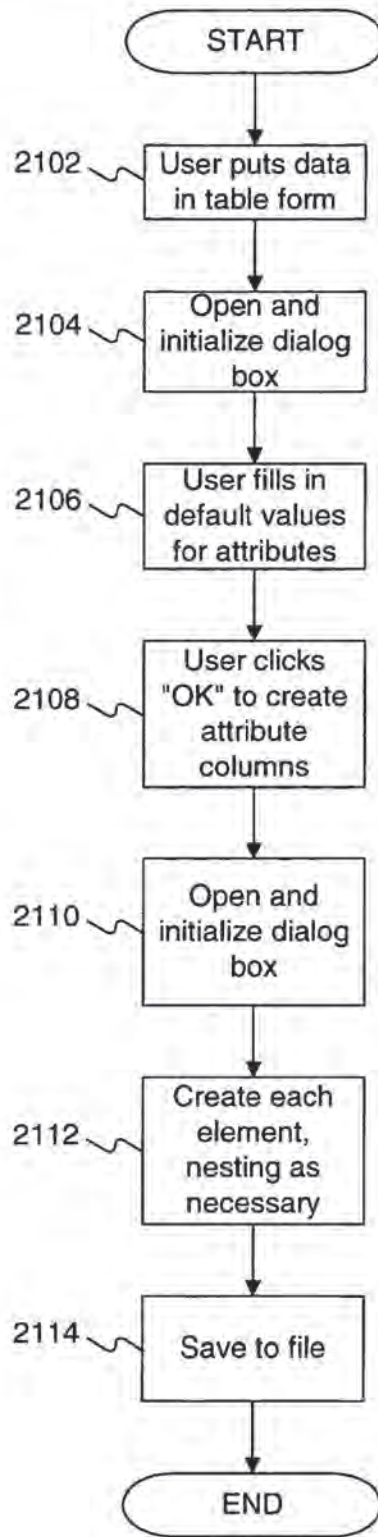 START
2102
User puts data
in table form
2104
Open and
initialize dialog
box
2106
User fills in
default values
for attributes
2108
User clicks
"OK" to create
attribute
columns
2110
Open and
initialize dialog
box
2112
Create each
element,
nesting as
necessary
2114
Save to file
END